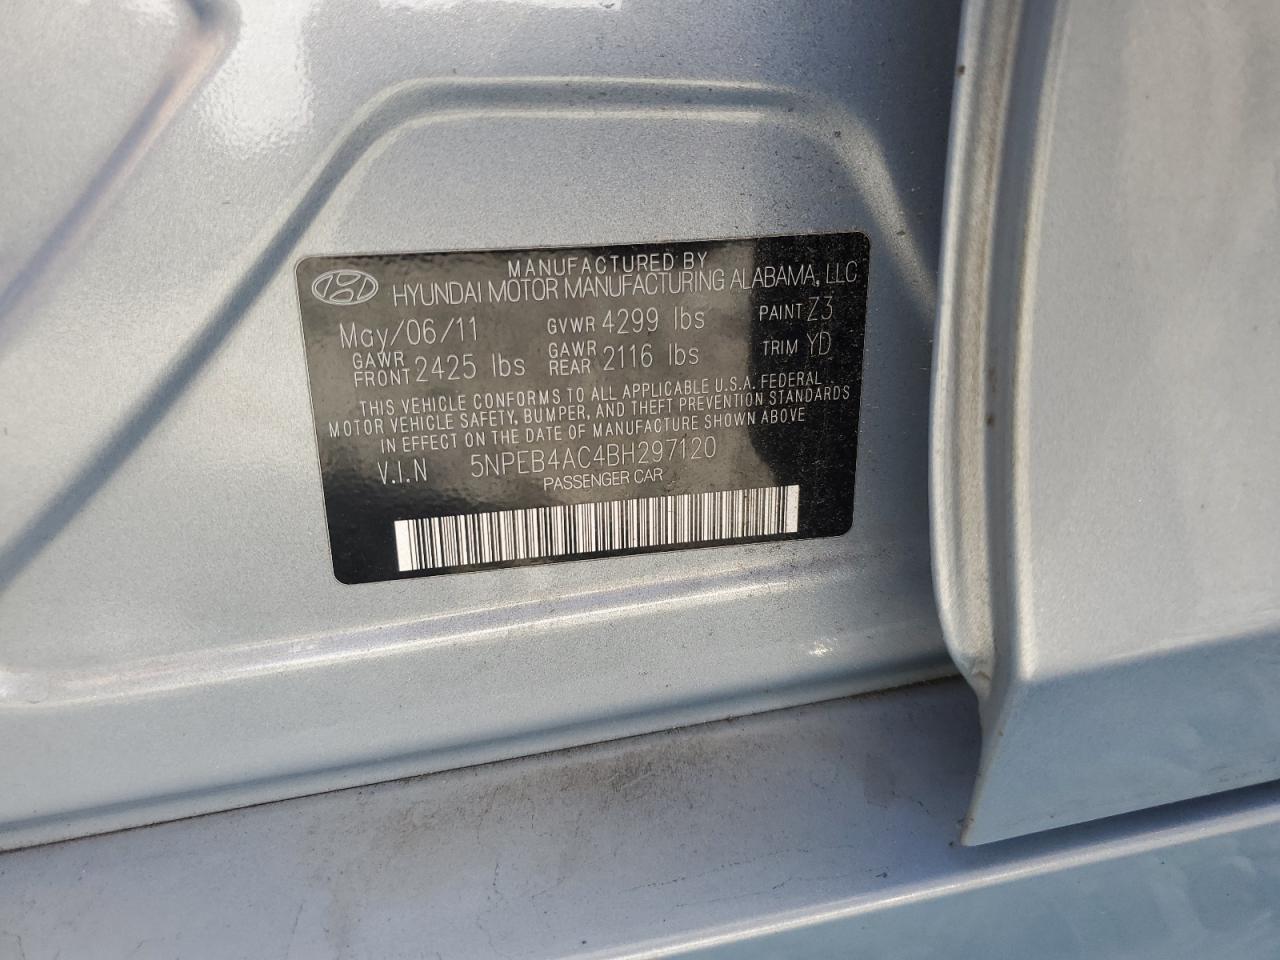 MANUFACTURED BY
HYUNDAI MOTOR MANUFACTURING ALABAMA, LLC
May/06/11 GVWR 4299 lbs PAINT Z3
GAWR FRONT 2425 lbs GAWR REAR 2116 lbs TRIM YD
THIS VEHICLE CONFORMS TO ALL APPLICABLE U.S.A. FEDERAL
MOTOR VEHICLE SAFETY, BUMPER, AND THEFT PREVENTION STANDARDS
IN EFFECT ON THE DATE OF MANUFACTURE SHOWN ABOVE
V.I.N 5NPEB4AC4BH297120
PASSENGER CAR